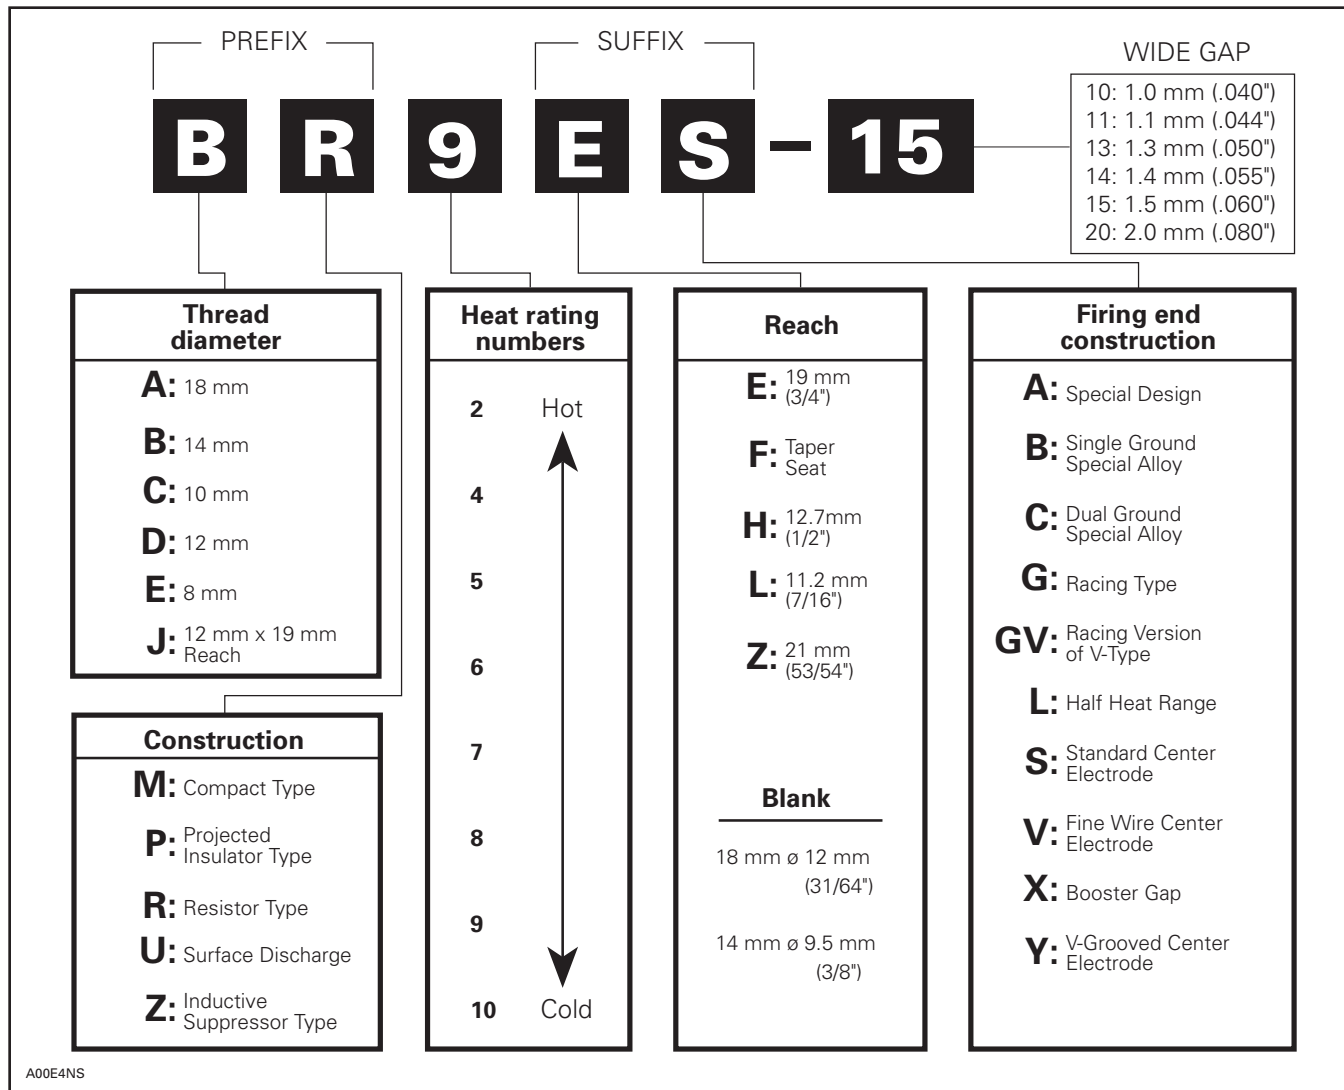 PREFIX
SUFFIX
WIDE GAP
B R 9 E S - 15
10: 1.0 mm (.040")
11: 1.1 mm (.044")
13: 1.3 mm (.050")
14: 1.4 mm (.055")
15: 1.5 mm (.060")
20: 2.0 mm (.080")
Thread
diameter
A: 18 mm
B: 14 mm
C: 10 mm
D: 12 mm
E: 8 mm
J: 12 mm x 19 mm
Reach
Construction
M: Compact Type
P: Projected
Insulator Type
R: Resistor Type
U: Surface Discharge
Z: Inductive
Suppressor Type
Heat rating
numbers
2 Hot
4
5
6
7
8
9
10 Cold
Reach
E: 19 mm
(3/4")
F: Taper
Seat
H: 12.7mm
(1/2")
L: 11.2 mm
(7/16")
Z: 21 mm
(53/54")
Blank
18 mm ø 12 mm
(31/64")
14 mm ø 9.5 mm
(3/8")
Firing end
construction
A: Special Design
B: Single Ground
Special Alloy
C: Dual Ground
Special Alloy
G: Racing Type
GV: Racing Version
of V-Type
L: Half Heat Range
S: Standard Center
Electrode
V: Fine Wire Center
Electrode
X: Booster Gap
Y: V-Grooved Center
Electrode
A00E4NS